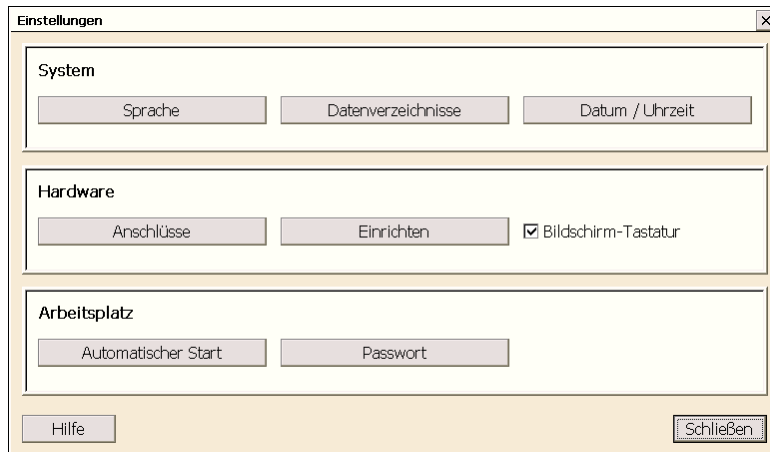 Einstellungen
System
Sprache Datenverzeichnisse Datum / Uhrzeit
Hardware
Anschlüsse Einrichten Bildschirm-Tastatur
Arbeitsplatz
Automatischer Start Passwort
Hilfe Schließen